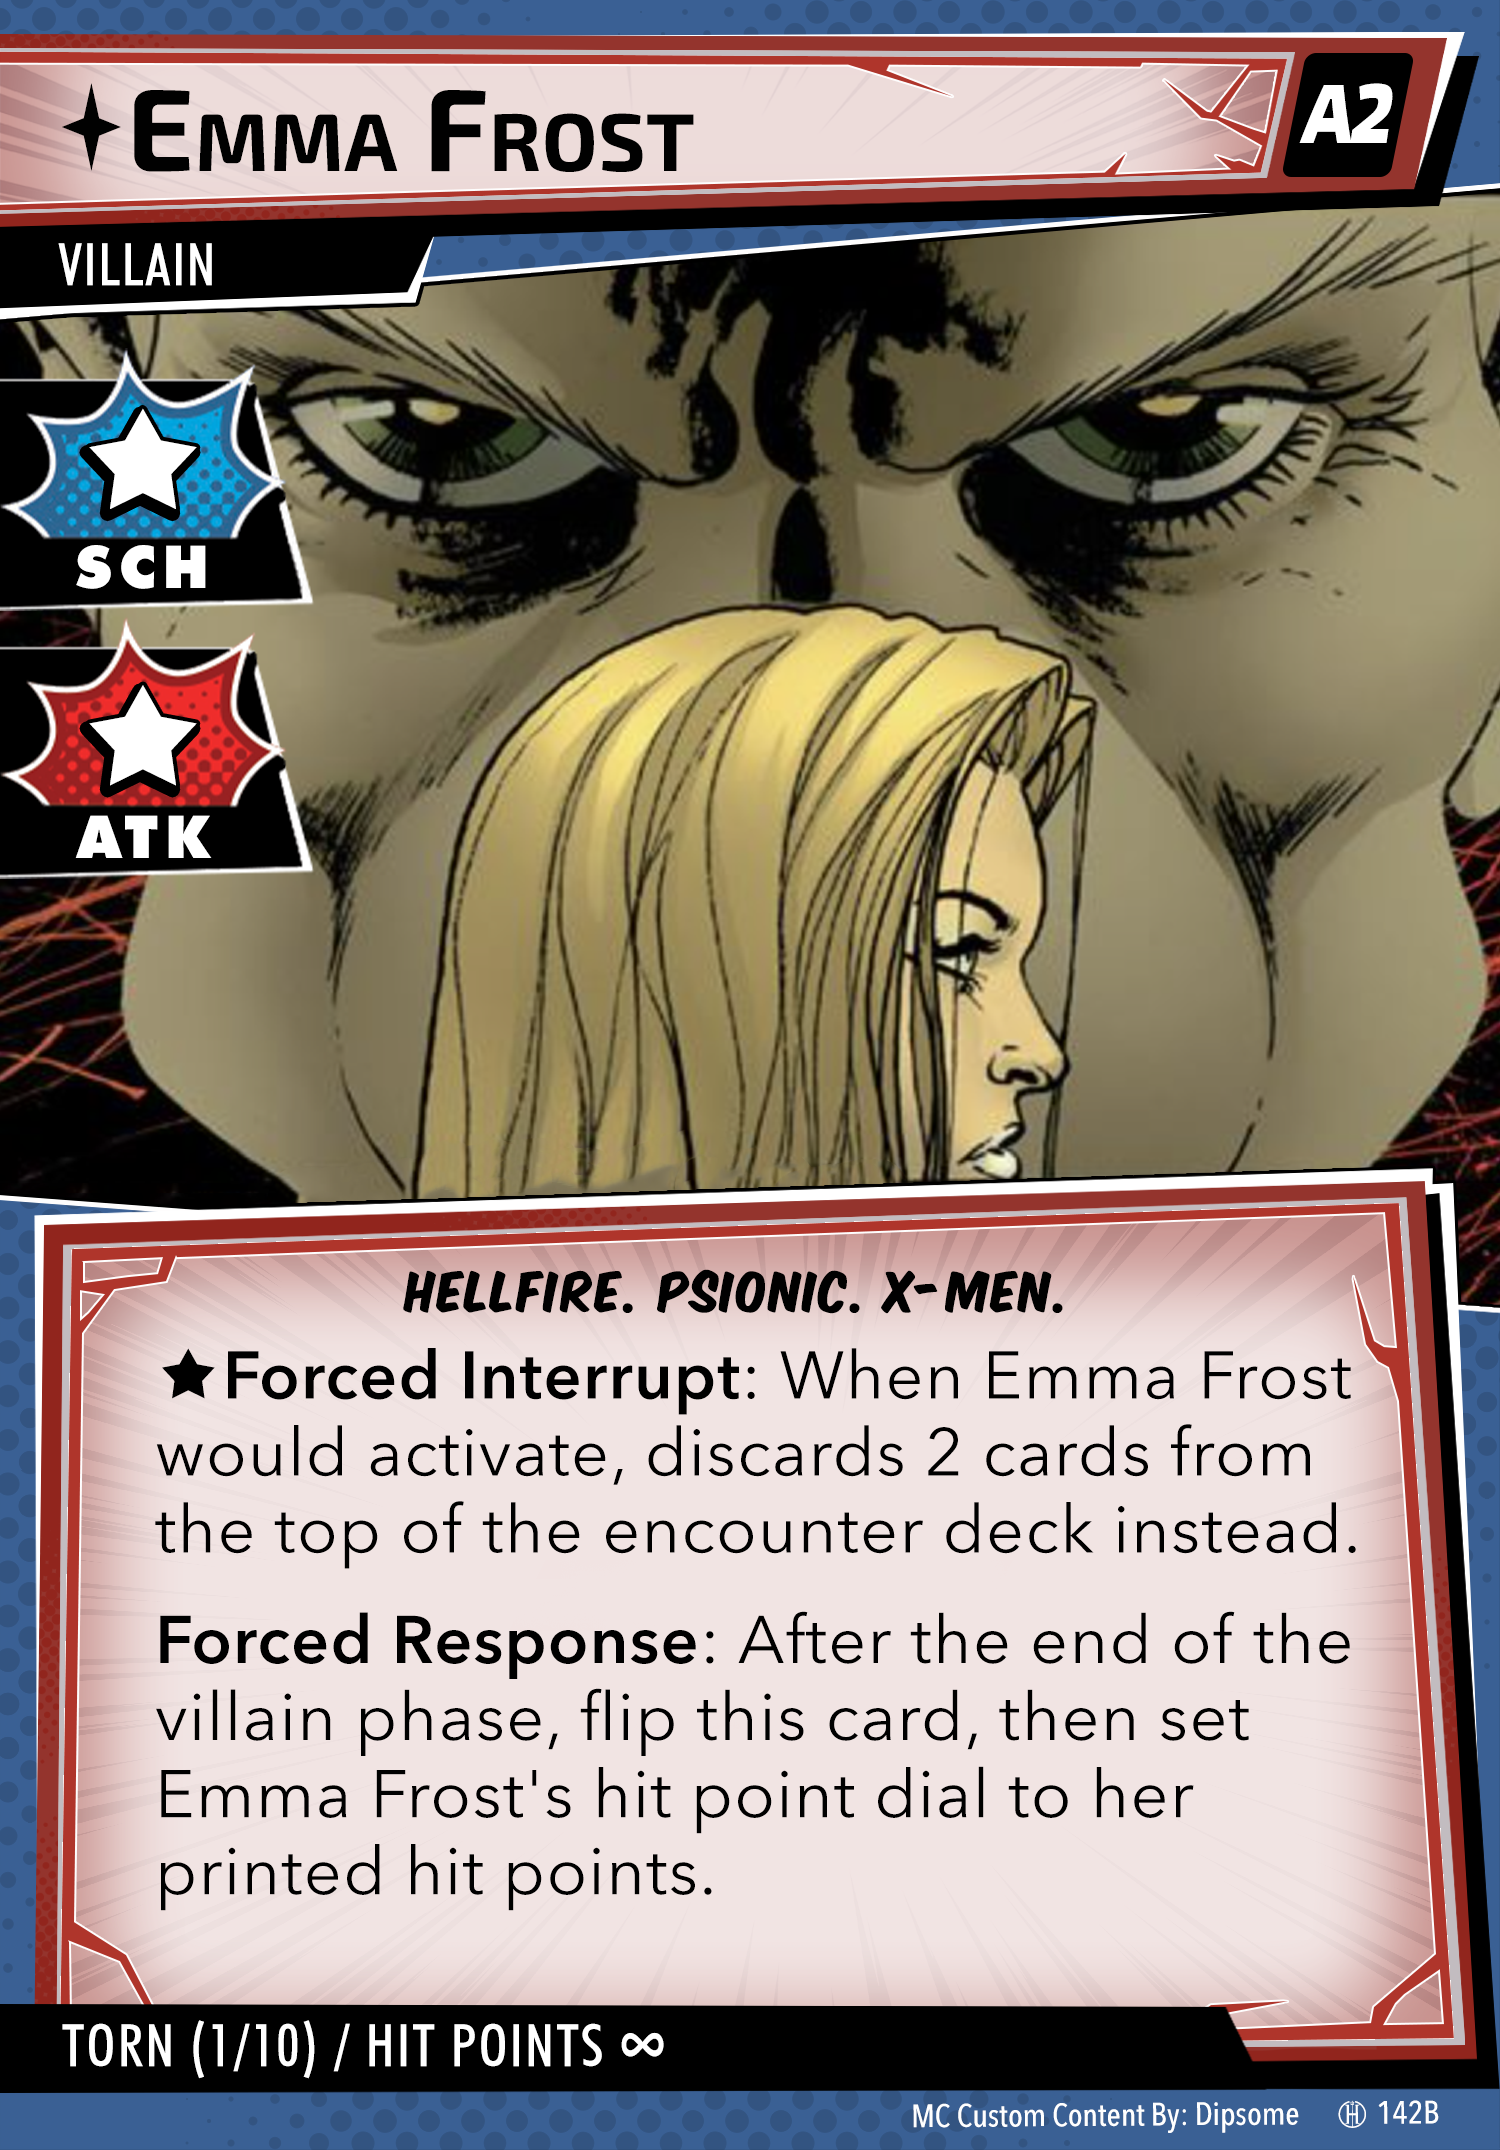 Emma Frost
A2
VILLAIN
SCH
ATK
HELLFIRE. PSIONIC. X-MEN.
★Forced Interrupt: When Emma Frost
would activate, discards 2 cards from
the top of the encounter deck instead.
Forced Response: After the end of the
villain phase, flip this card, then set
Emma Frost's hit point dial to her
printed hit points.
TORN (1/10) / HIT POINTS ∞
MC Custom Content By: Dipsome 142B